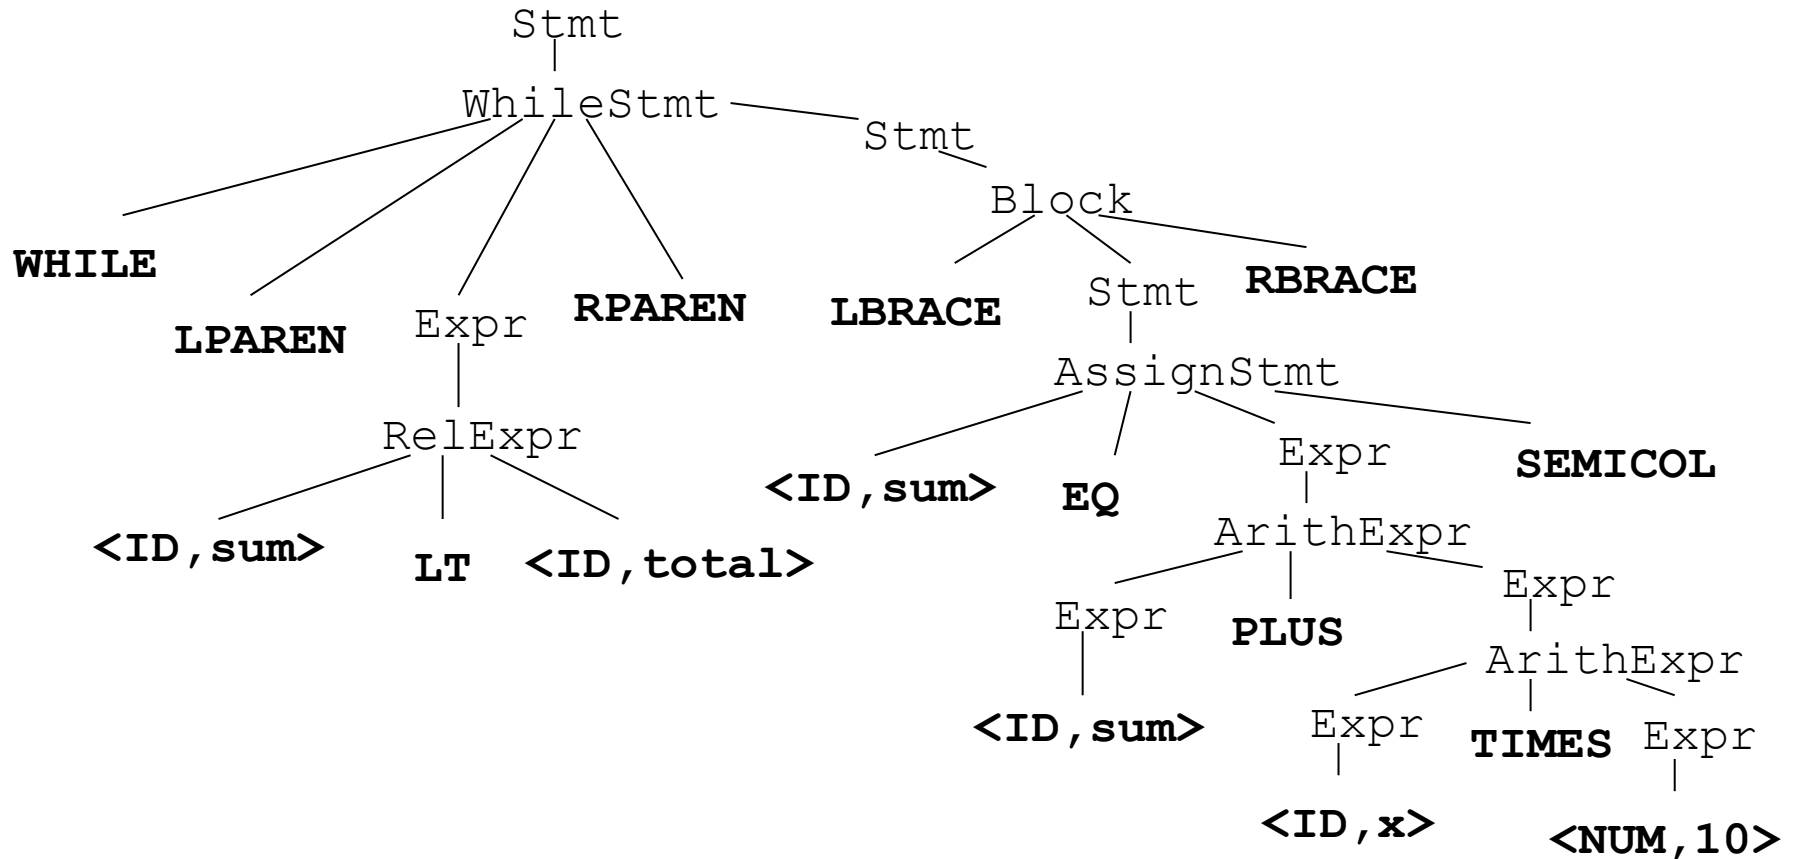 Stmt
WhileStmt
Stmt
Block
WHILE
LPAREN
Expr
RPAREN
LBRACE
Stmt
RBRACE
AssignStmt
RelExpr
<ID,sum>
EQ
Expr
SEMICOL
<ID,sum>
LT
<ID,total>
ArithExpr
Expr
PLUS
Expr
ArithExpr
<ID,sum>
Expr
TIMES
Expr
<ID,x>
<NUM,10>